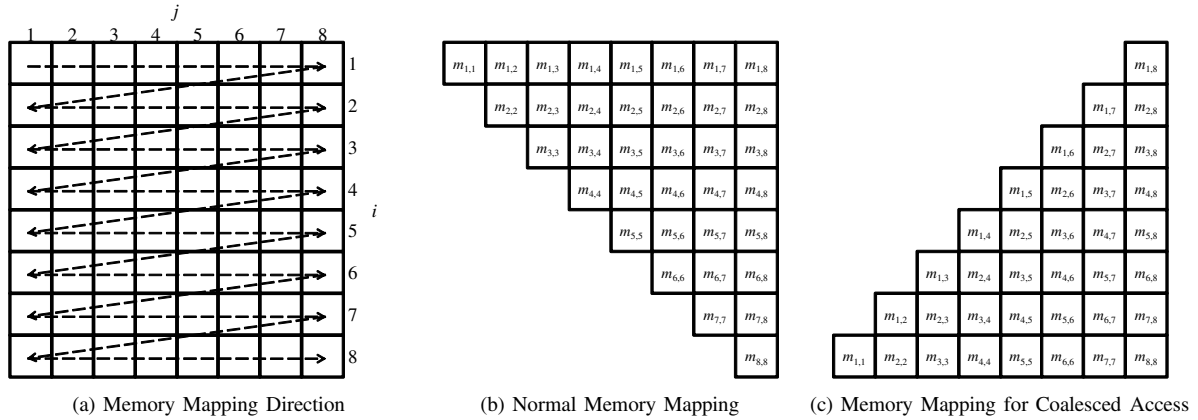 j
1 2 3 4 5 6 7 8
1
2
3
4
i
5
6
7
8
(a) Memory Mapping Direction
m1,1 m1,2 m1,3 m1,4 m1,5 m1,6 m1,7 m1,8
m2,2 m2,3 m2,4 m2,5 m2,6 m2,7 m2,8
m3,3 m3,4 m3,5 m3,6 m3,7 m3,8
m4,4 m4,5 m4,6 m4,7 m4,8
m5,5 m5,6 m5,7 m5,8
m6,6 m6,7 m6,8
m7,7 m7,8
m8,8
(b) Normal Memory Mapping
m1,8
m1,7 m2,8
m1,6 m2,7 m3,8
m1,5 m2,6 m3,7 m4,8
m1,4 m2,5 m3,6 m4,7 m5,8
m1,3 m2,4 m3,5 m4,6 m5,7 m6,8
m1,2 m2,3 m3,4 m4,5 m5,6 m6,7 m7,8
m1,1 m2,2 m3,3 m4,4 m5,5 m6,6 m7,7 m8,8
(c) Memory Mapping for Coalesced Access